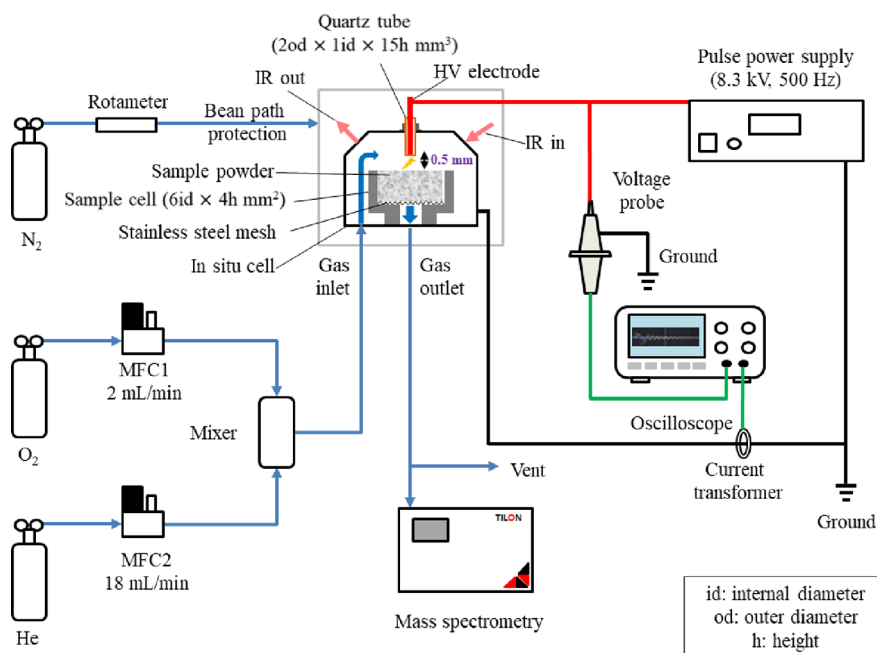 Quartz tube
(2od × 1id × 15h mm³)
HV electrode
IR out
Pulse power supply
(8.3 kV, 500 Hz)
Rotameter
Bean path
protection
IR in
0.5 mm
Sample powder
Sample cell (6id × 4h mm²)
Stainless steel mesh
In situ cell
N₂
Voltage
probe
Ground
Gas
inlet
Gas
outlet
MFC1
2 mL/min
O₂
Mixer
Oscilloscope
Current
transformer
Vent
Ground
MFC2
18 mL/min
He
TILON
Mass spectrometry
id: internal diameter
od: outer diameter
h: height